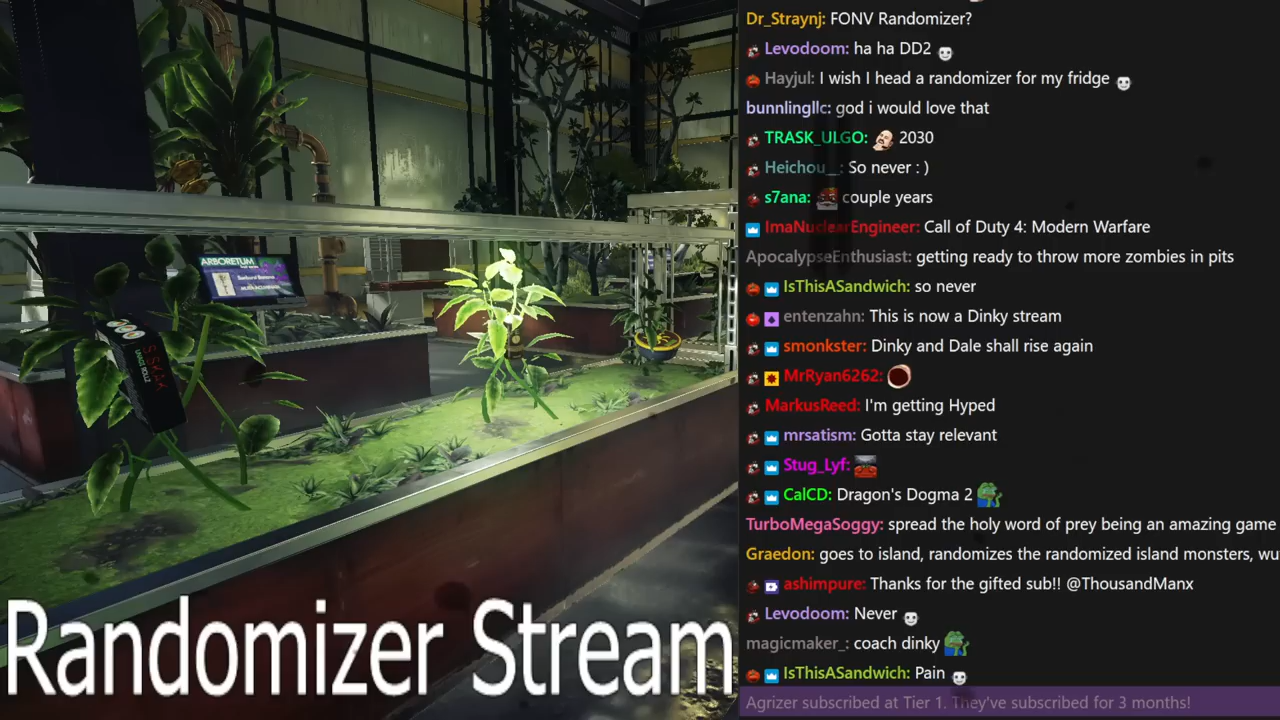 Dr_Straynj: FONV Randomizer?
Levodoom: ha ha DD2
Hayjul: I wish I head a randomizer for my fridge
bunnlingllc: god i would love that
TRASK_ULGO: 2030
Heichou__: So never : )
s7ana: couple years
ImaNuclearEngineer: Call of Duty 4: Modern Warfare
ApocalypseEnthusiast: getting ready to throw more zombies in pits
IsThisASandwich: so never
entenzahn: This is now a Dinky stream
smonkster: Dinky and Dale shall rise again
MrRyan6262:
MarkusReed: I'm getting Hyped
mrsatism: Gotta stay relevant
Stug_Lyf:
CalCD: Dragon's Dogma 2
TurboMegaSoggy: spread the holy word of prey being an amazing game
Graedon: goes to island, randomizes the randomized island monsters, wu
ashimpure: Thanks for the gifted sub!! @ThousandManx
Levodoom: Never
magicmaker_: coach dinky
IsThisASandwich: Pain
Agrizer subscribed at Tier 1. They've subscribed for 3 months!
ARBORETUM
Randomizer Stream